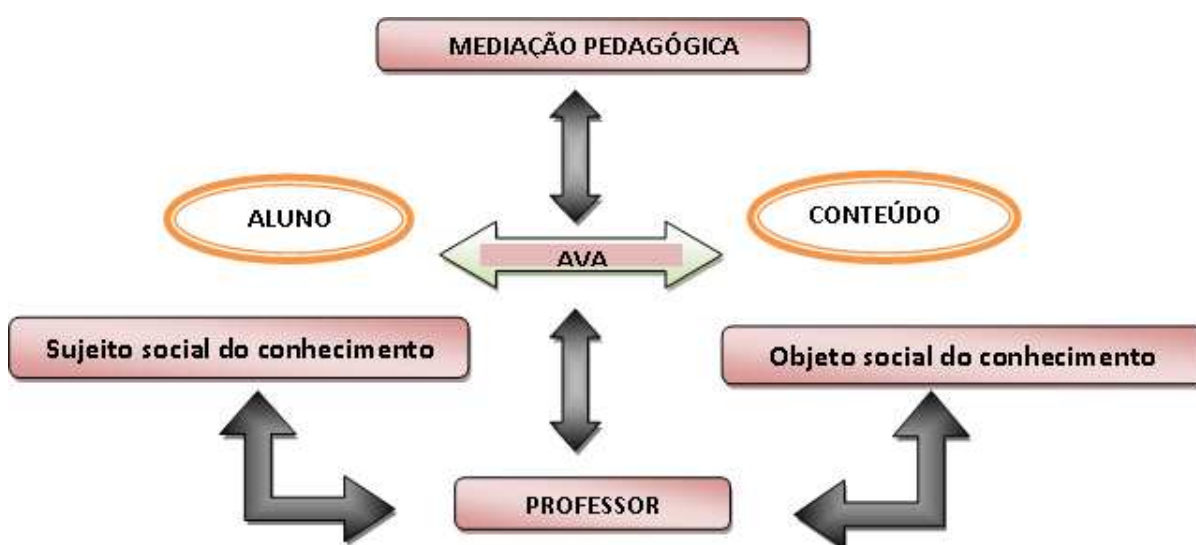 MEDIAÇÃO PEDAGÓGICA
ALUNO
CONTEÚDO
AVA
Sujeito social do conhecimento
Objeto social do conhecimento
PROFESSOR